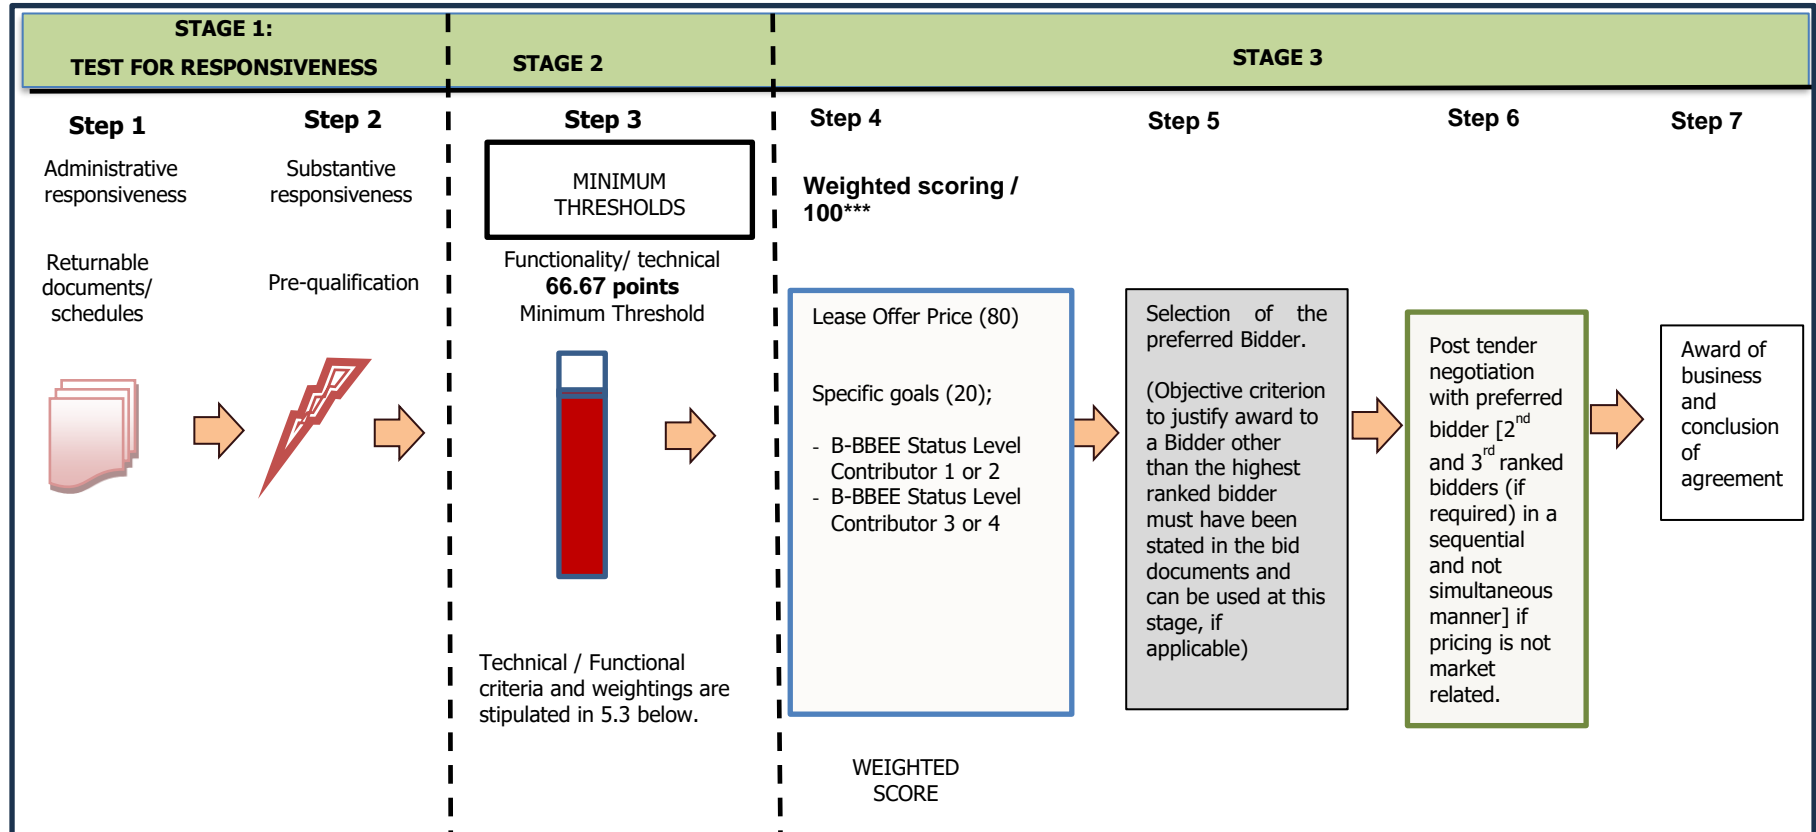 STAGE 1:
TEST FOR RESPONSIVENESS
STAGE 2
STAGE 3
Step 1
Administrative
responsiveness
Returnable
documents/
schedules
Step 2
Substantive
responsiveness
Pre-qualification
Step 3
MINIMUM
THRESHOLDS
Functionality/ technical
66.67 points
Minimum Threshold
Technical / Functional
criteria and weightings are
stipulated in 5.3 below.
Step 4
Weighted scoring /
100***
Lease Offer Price (80)
Specific goals (20);
- B-BBEE Status Level
Contributor 1 or 2
- B-BBEE Status Level
Contributor 3 or 4
WEIGHTED
SCORE
Step 5
Selection of the
preferred Bidder.
(Objective criterion
to justify award to
a Bidder other
than the highest
ranked bidder
must have been
stated in the bid
documents and
can be used at this
stage, if
applicable)
Step 6
Post tender
negotiation
with preferred
bidder [2nd
and 3rd ranked
bidders (if
required) in a
sequential
and not
simultaneous
manner] if
pricing is not
market
related.
Step 7
Award of
business
and
conclusion
of
agreement